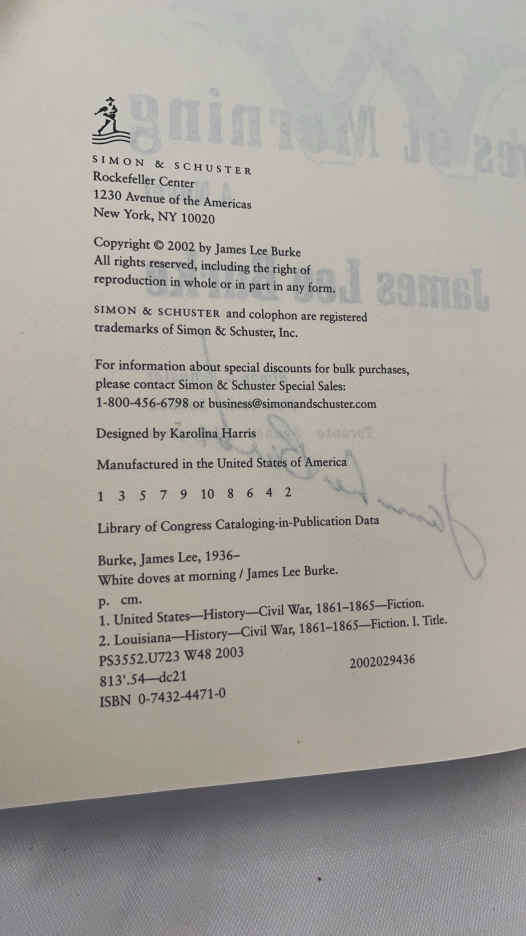 SIMON & SCHUSTER
Rockefeller Center
1230 Avenue of the Americas
New York, NY 10020
Copyright © 2002 by James Lee Burke
All rights reserved, including the right of
reproduction in whole or in part in any form.
SIMON & SCHUSTER and colophon are registered
trademarks of Simon & Schuster, Inc.
For information about special discounts for bulk purchases,
please contact Simon & Schuster Special Sales:
1-800-456-6798 or business@simonandschuster.com
Designed by Karolina Harris
Manufactured in the United States of America
1 3 5 7 9 10 8 6 4 2
Library of Congress Cataloging-in-Publication Data
Burke, James Lee, 1936–
White doves at morning / James Lee Burke.
p. cm.
1. United States—History—Civil War, 1861–1865—Fiction.
2. Louisiana—History—Civil War, 1861–1865—Fiction. I. Title.
PS3552.U723 W48 2003
813'.54—dc21 2002029436
ISBN 0-7432-4471-0